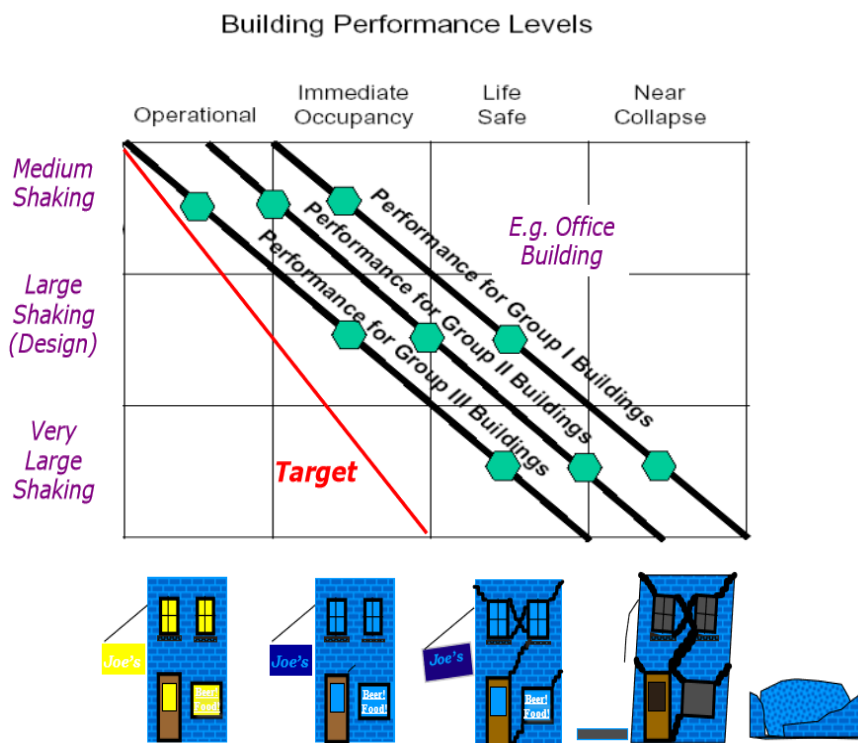 Building Performance Levels
Operational
Immediate
Occupancy
Life
Safe
Near
Collapse
Medium
Shaking
Large
Shaking
(Design)
Very
Large
Shaking
Performance for Group I Buildings
Performance for Group II Buildings
Performance for Group III Buildings
E.g. Office
Building
Target
Joe's
Beer!
Food!
Joe's
Beer!
Food!
Joe's
Beer!
Food!